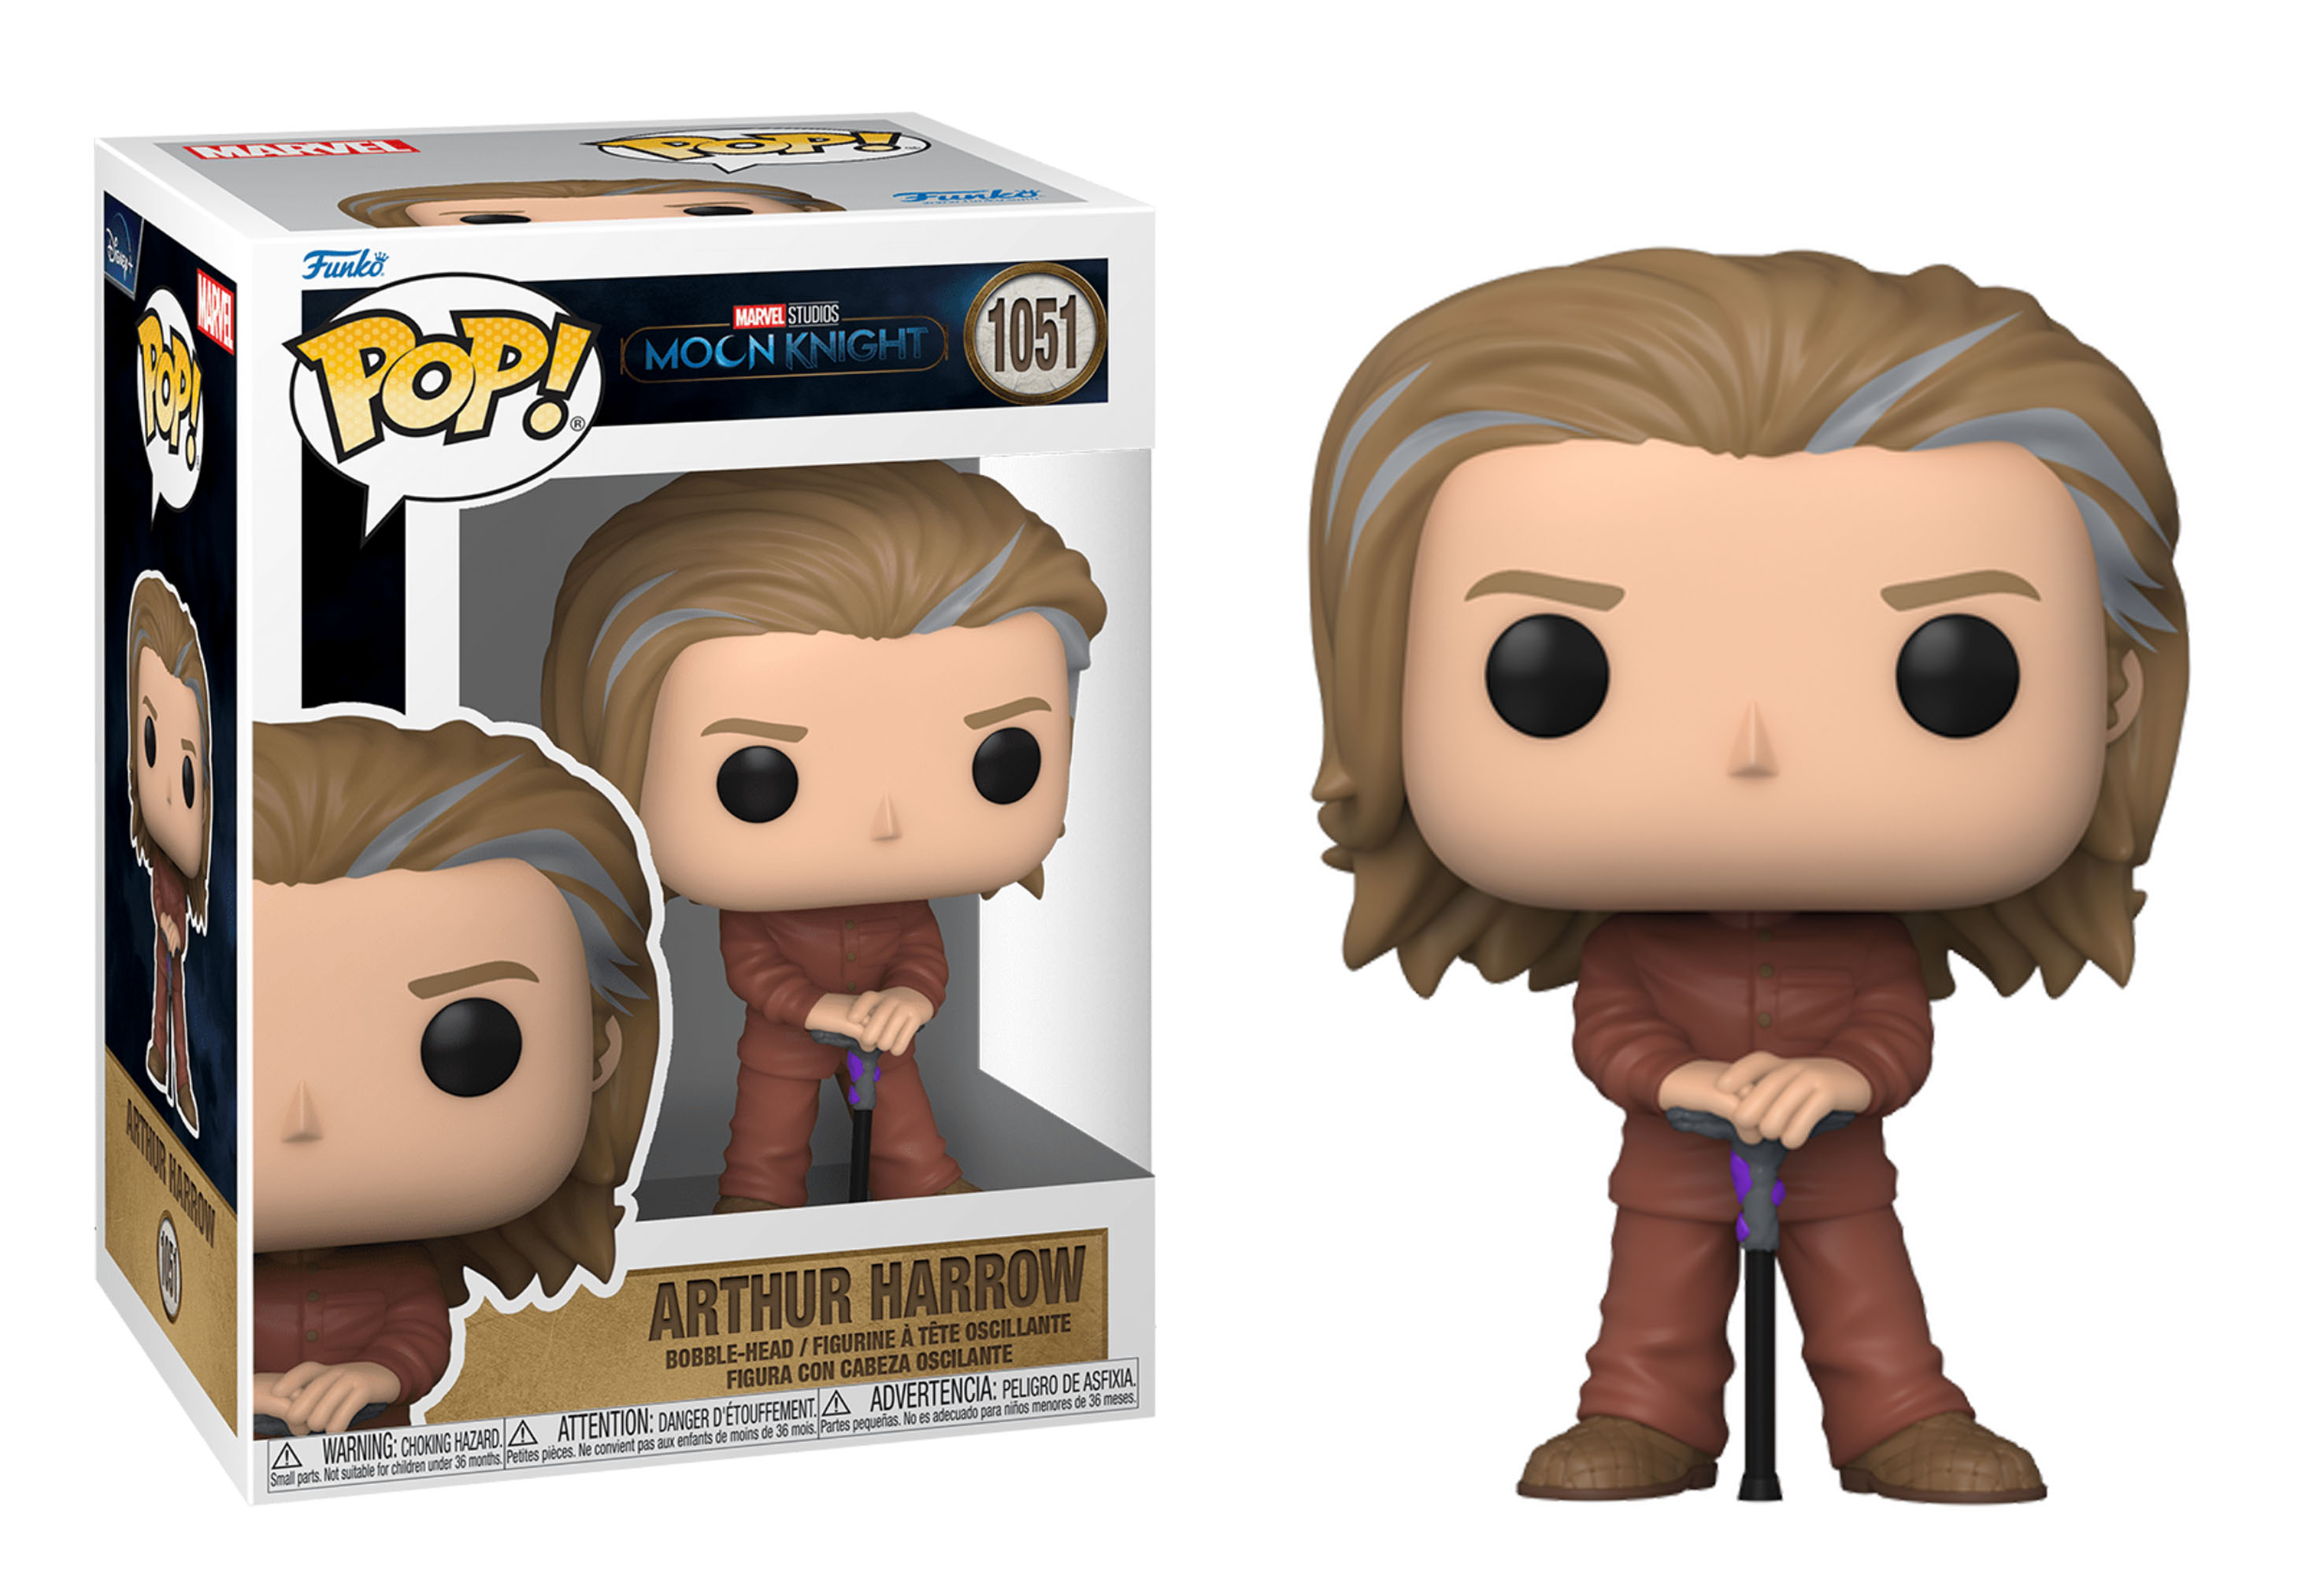 MARVEL
POP!
Funko
Disney+
MARVEL
POP!
ARTHUR HARROW
1051
Funko
POP!®
MARVEL STUDIOS
MOON KNIGHT
1051
ARTHUR HARROW
BOBBLE-HEAD / FIGURINE À TÊTE OSCILLANTE
FIGURA CON CABEZA OSCILANTE
WARNING: CHOKING HAZARD.
Small parts. Not suitable for children under 36 months.
ATTENTION: DANGER D'ÉTOUFFEMENT.
Petites pièces. Ne convient pas aux enfants de moins de 36 mois.
ADVERTENCIA: PELIGRO DE ASFIXIA.
Partes pequeñas. No es adecuado para niños menores de 36 meses.